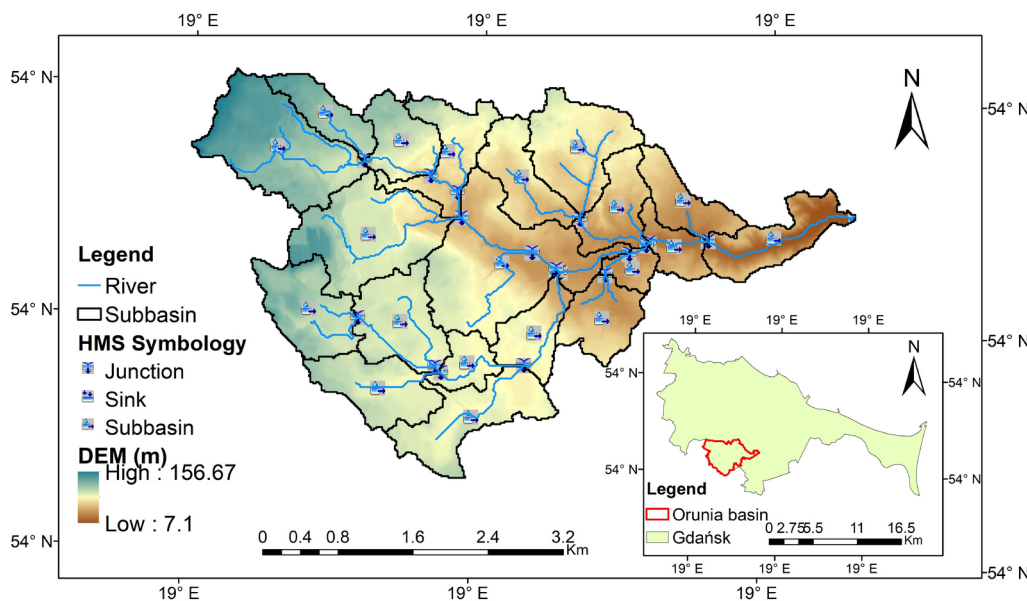 19° E 19° E 19° E
54° N
54° N
N
Legend
River
Subbasin
HMS Symbology
Junction
Sink
Subbasin
DEM (m)
High : 156.67
Low : 7.1
54° N
54° N
54° N
54° N
0 0.4 0.8 1.6 2.4 3.2
Km
19° E 19° E 19° E
19° E 19° E 19° E
54° N
54° N
N
54° N
54° N
Legend
Orunia basin
Gdańsk
0 2.75 5.5 11 16.5
Km
19° E 19° E 19° E